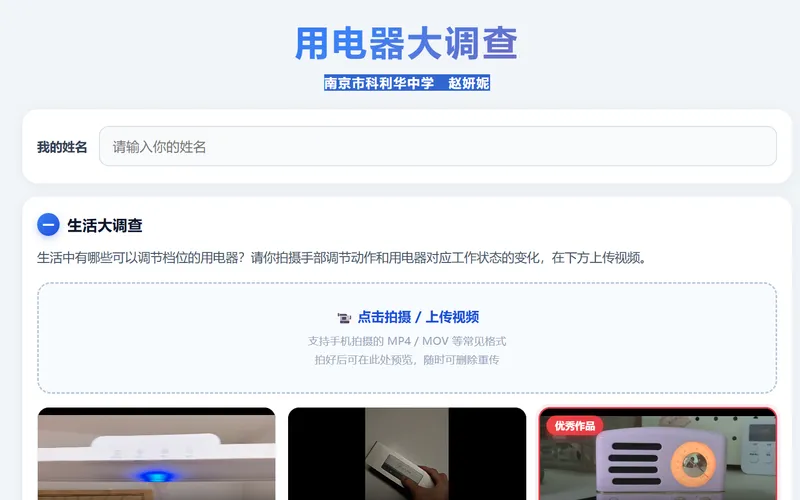 用电器大调查
南京市科利华中学 赵妍妮
我的姓名
请输入你的姓名
生活大调查
生活中有哪些可以调节档位的用电器？请你拍摄手部调节动作和用电器对应工作状态的变化，在下方上传视频。
点击拍摄 / 上传视频
支持手机拍摄的 MP4 / MOV 等常见格式
拍好后可在此处预览，随时可删除重传
优秀作品